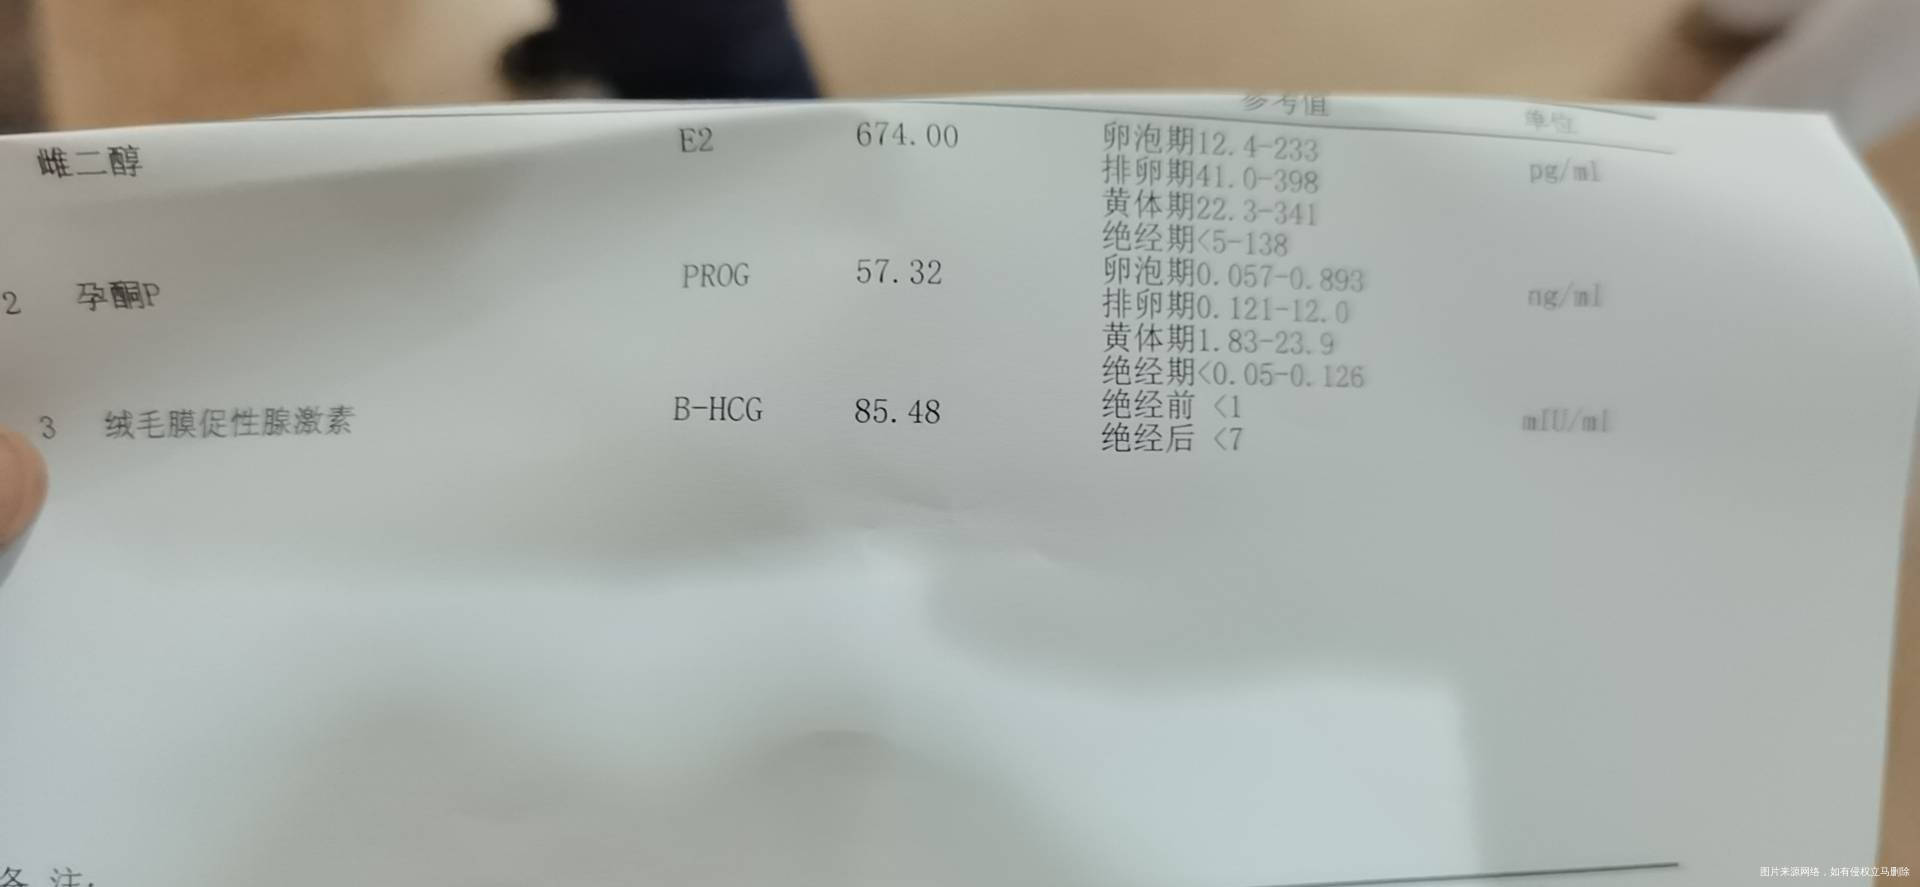 参考值 单位
雌二醇 E2 674.00 卵泡期12.4-233 pg/ml
排卵期41.0-398
黄体期22.3-341
绝经期<5-138
2 孕酮P PROG 57.32 卵泡期0.057-0.893 ng/ml
排卵期0.121-12.0
黄体期1.83-23.9
绝经期<0.05-0.126
3 绒毛膜促性腺激素 B-HCG 85.48 绝经前 <1 mIU/ml
绝经后 <7
备 注:
图片来源网络，如有侵权立马删除